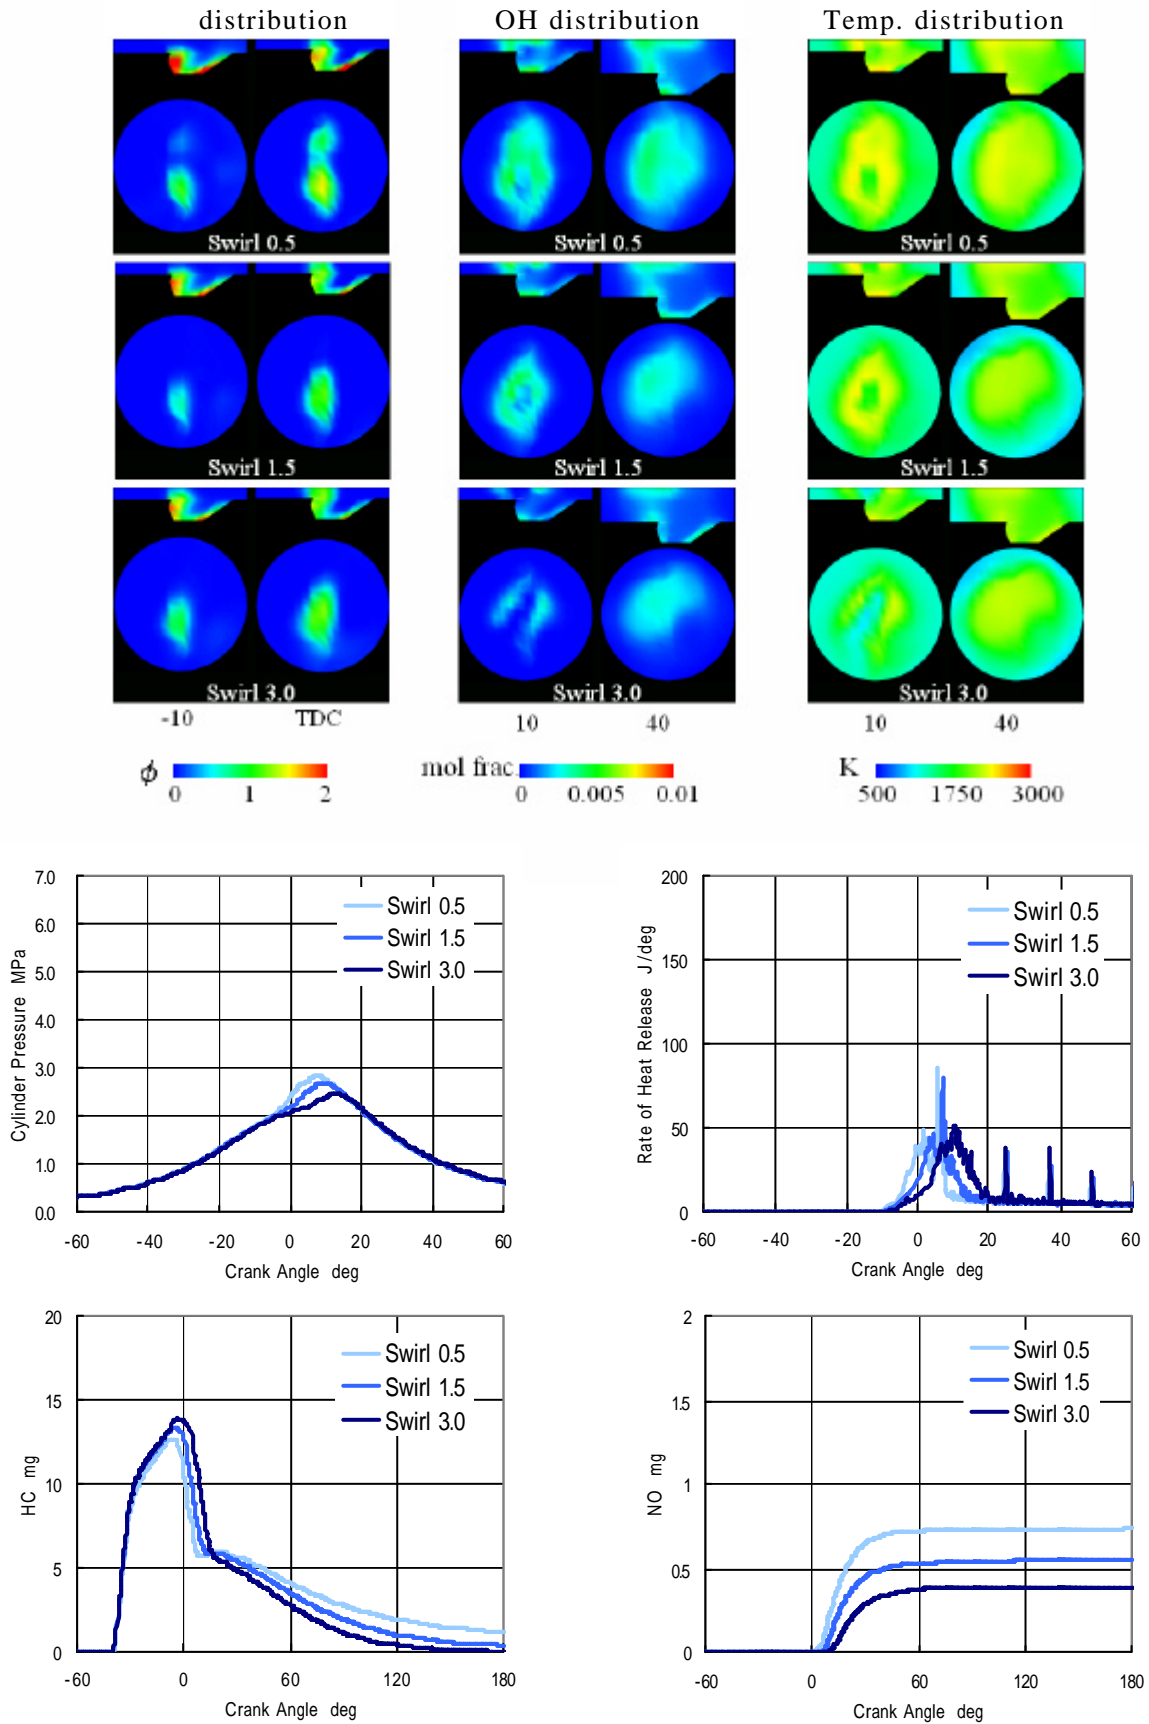 distribution OH distribution Temp. distribution
Swirl 0.5 Swirl 0.5 Swirl 0.5
Swirl 1.5 Swirl 1.5 Swirl 1.5
Swirl 3.0 Swirl 3.0 Swirl 3.0
-10 TDC 10 40 10 40
ϕ 0 1 2
mol frac. 0 0.005 0.01
K 500 1750 3000
7.0
6.0
5.0
4.0
3.0
2.0
1.0
0.0
Cylinder Pressure MPa
Swirl 0.5
Swirl 1.5
Swirl 3.0
-60 -40 -20 0 20 40 60
Crank Angle deg
200
150
100
50
0
Rate of Heat Release J/deg
Swirl 0.5
Swirl 1.5
Swirl 3.0
-60 -40 -20 0 20 40 60
Crank Angle deg
20
15
10
5
0
HC mg
Swirl 0.5
Swirl 1.5
Swirl 3.0
-60 0 60 120 180
Crank Angle deg
2
1.5
1
0.5
0
NO mg
Swirl 0.5
Swirl 1.5
Swirl 3.0
-60 0 60 120 180
Crank Angle deg